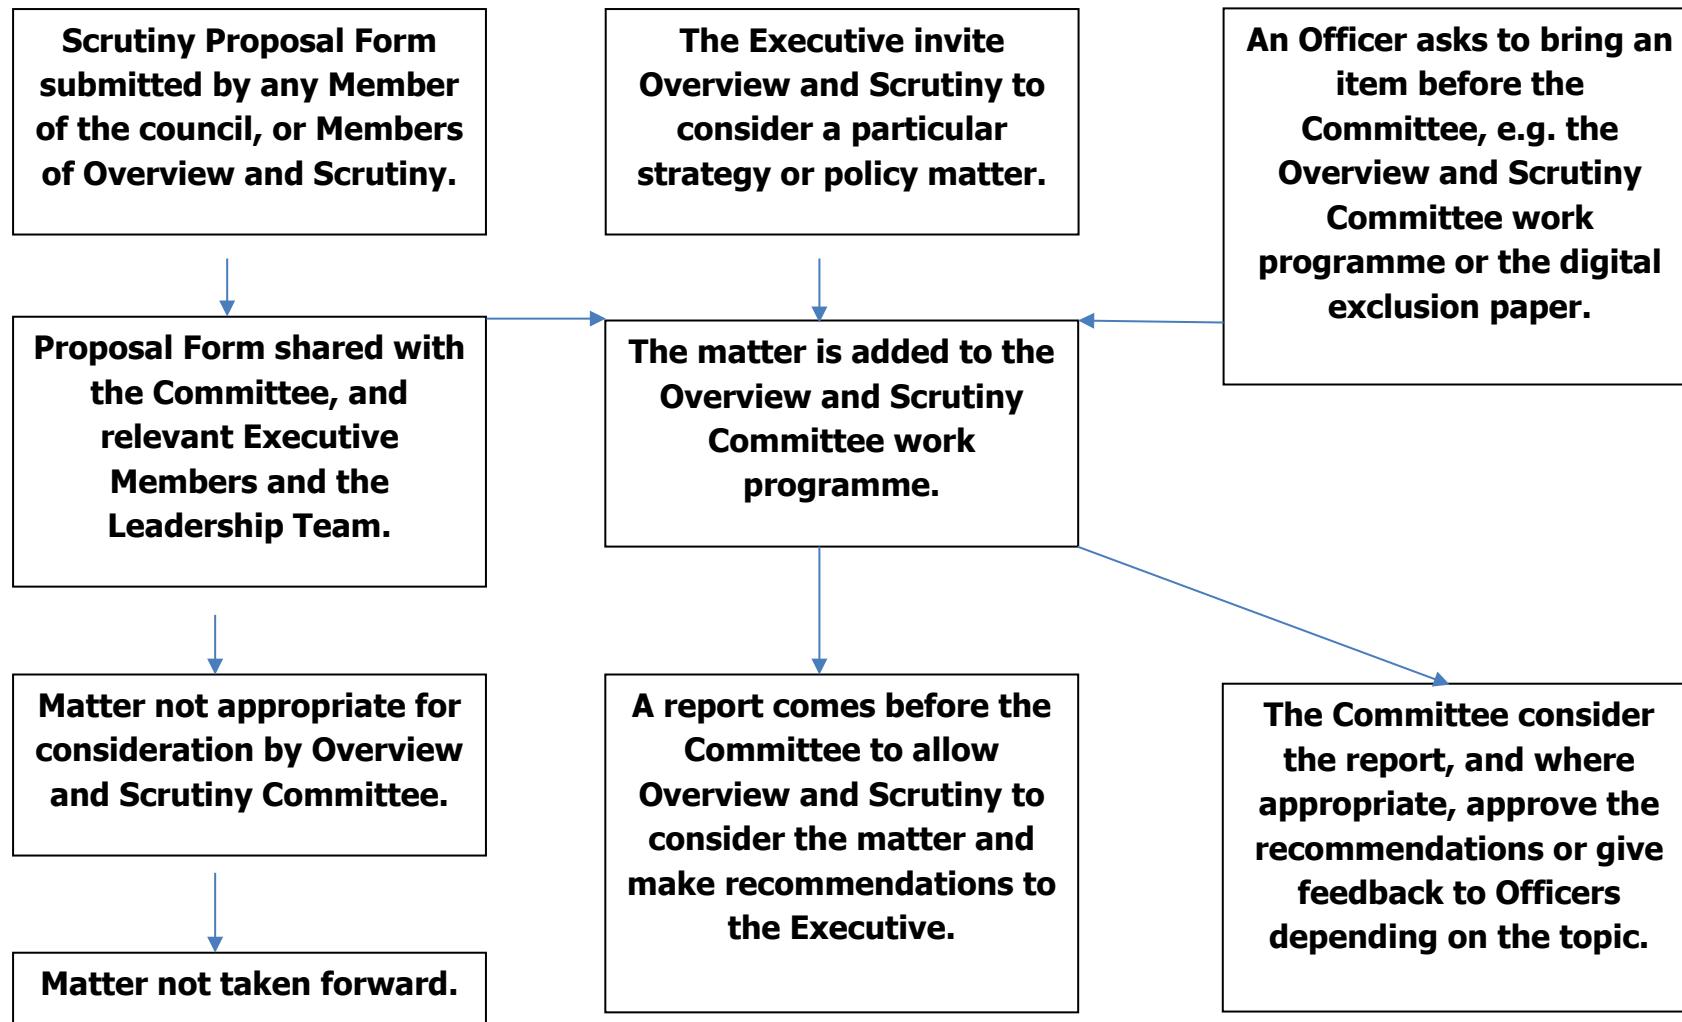 Scrutiny Proposal Form
submitted by any Member
of the council, or Members
of Overview and Scrutiny.
The Executive invite
Overview and Scrutiny to
consider a particular
strategy or policy matter.
An Officer asks to bring an
item before the
Committee, e.g. the
Overview and Scrutiny
Committee work
programme or the digital
exclusion paper.
Proposal Form shared with
the Committee, and
relevant Executive
Members and the
Leadership Team.
The matter is added to the
Overview and Scrutiny
Committee work
programme.
Matter not appropriate for
consideration by Overview
and Scrutiny Committee.
A report comes before the
Committee to allow
Overview and Scrutiny to
consider the matter and
make recommendations to
the Executive.
The Committee consider
the report, and where
appropriate, approve the
recommendations or give
feedback to Officers
depending on the topic.
Matter not taken forward.